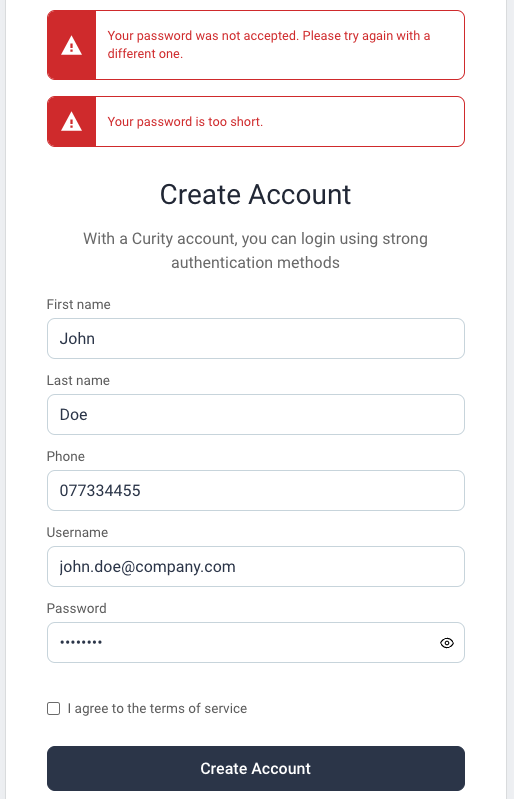 Your password was not accepted. Please try again with a
different one.
Your password is too short.
Create Account
With a Curity account, you can login using strong
authentication methods
First name
John
Last name
Doe
Phone
077334455
Username
john.doe@company.com
Password
••••••••
I agree to the terms of service
Create Account